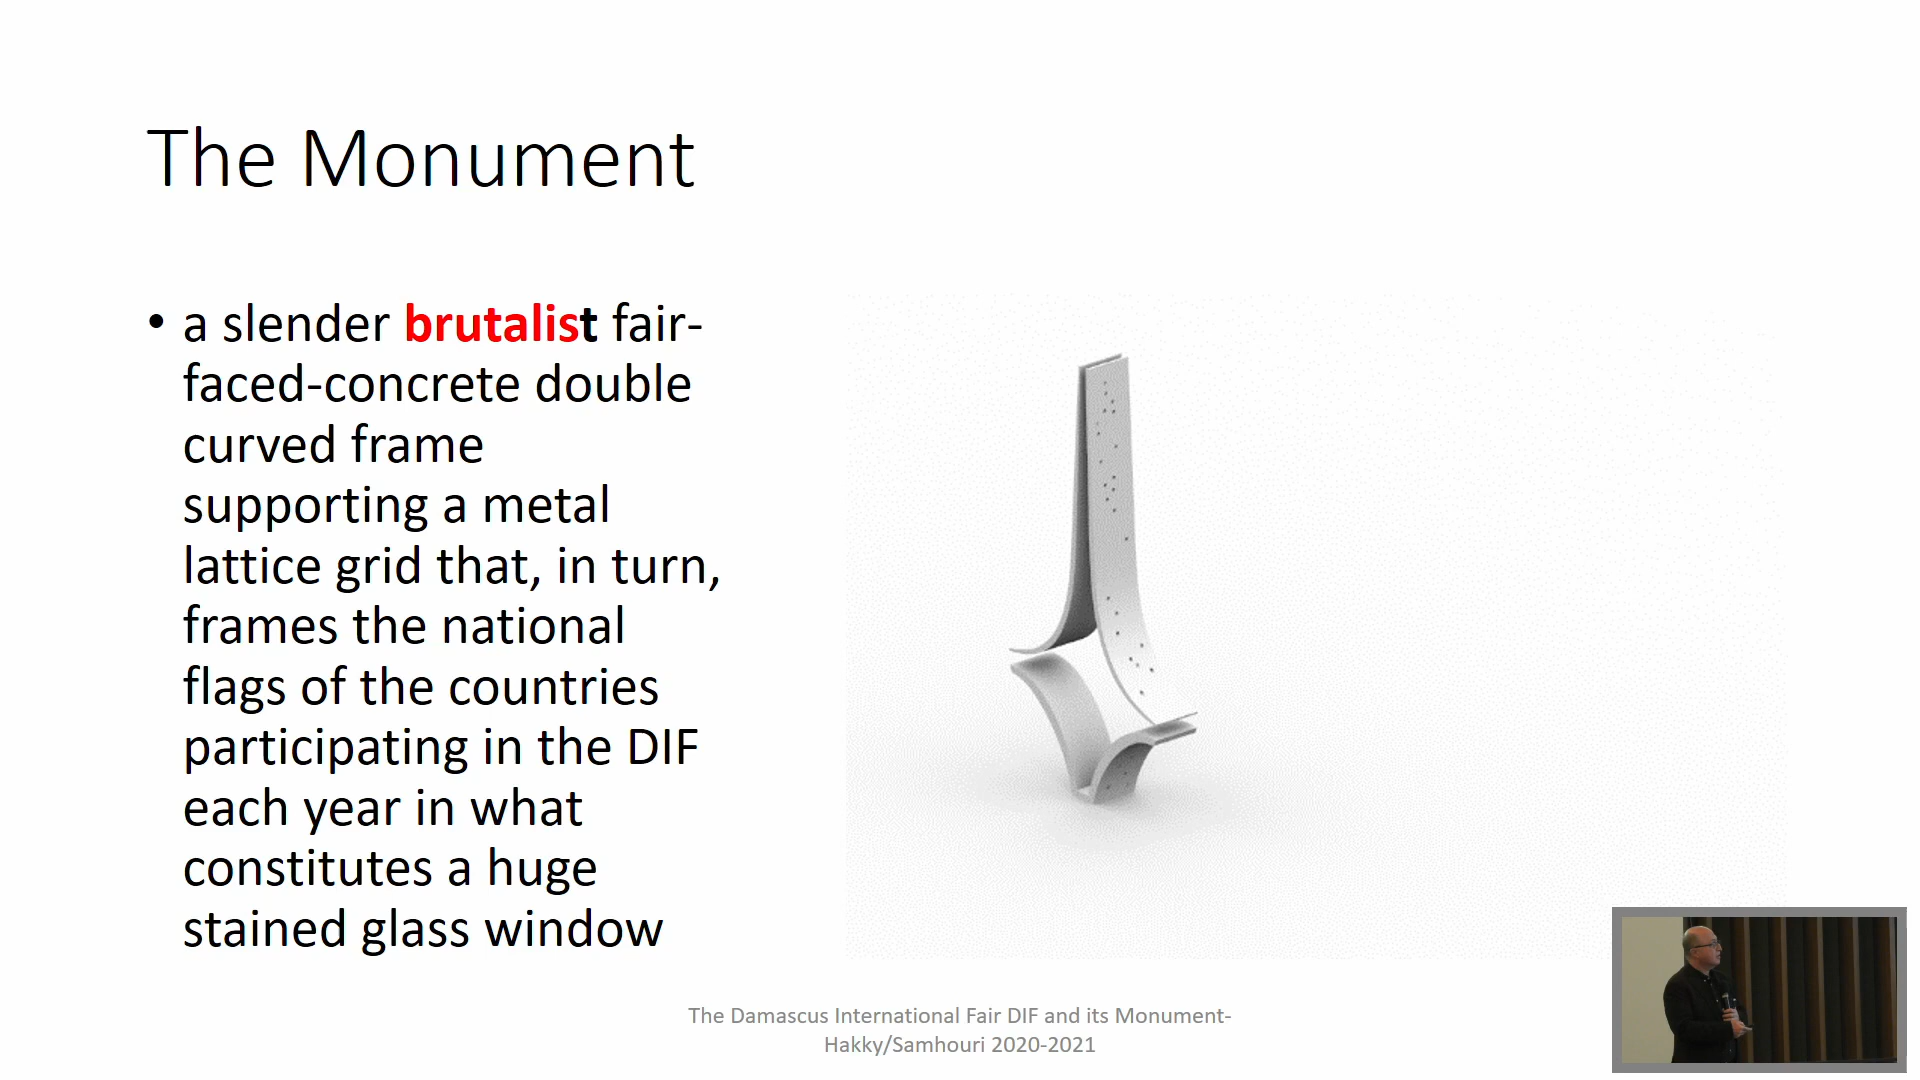 The Monument
• a slender brutalist fair-
faced-concrete double
curved frame
supporting a metal
lattice grid that, in turn,
frames the national
flags of the countries
participating in the DIF
each year in what
constitutes a huge
stained glass window
The Damascus International Fair DIF and its Monument-
Hakky/Samhouri 2020-2021